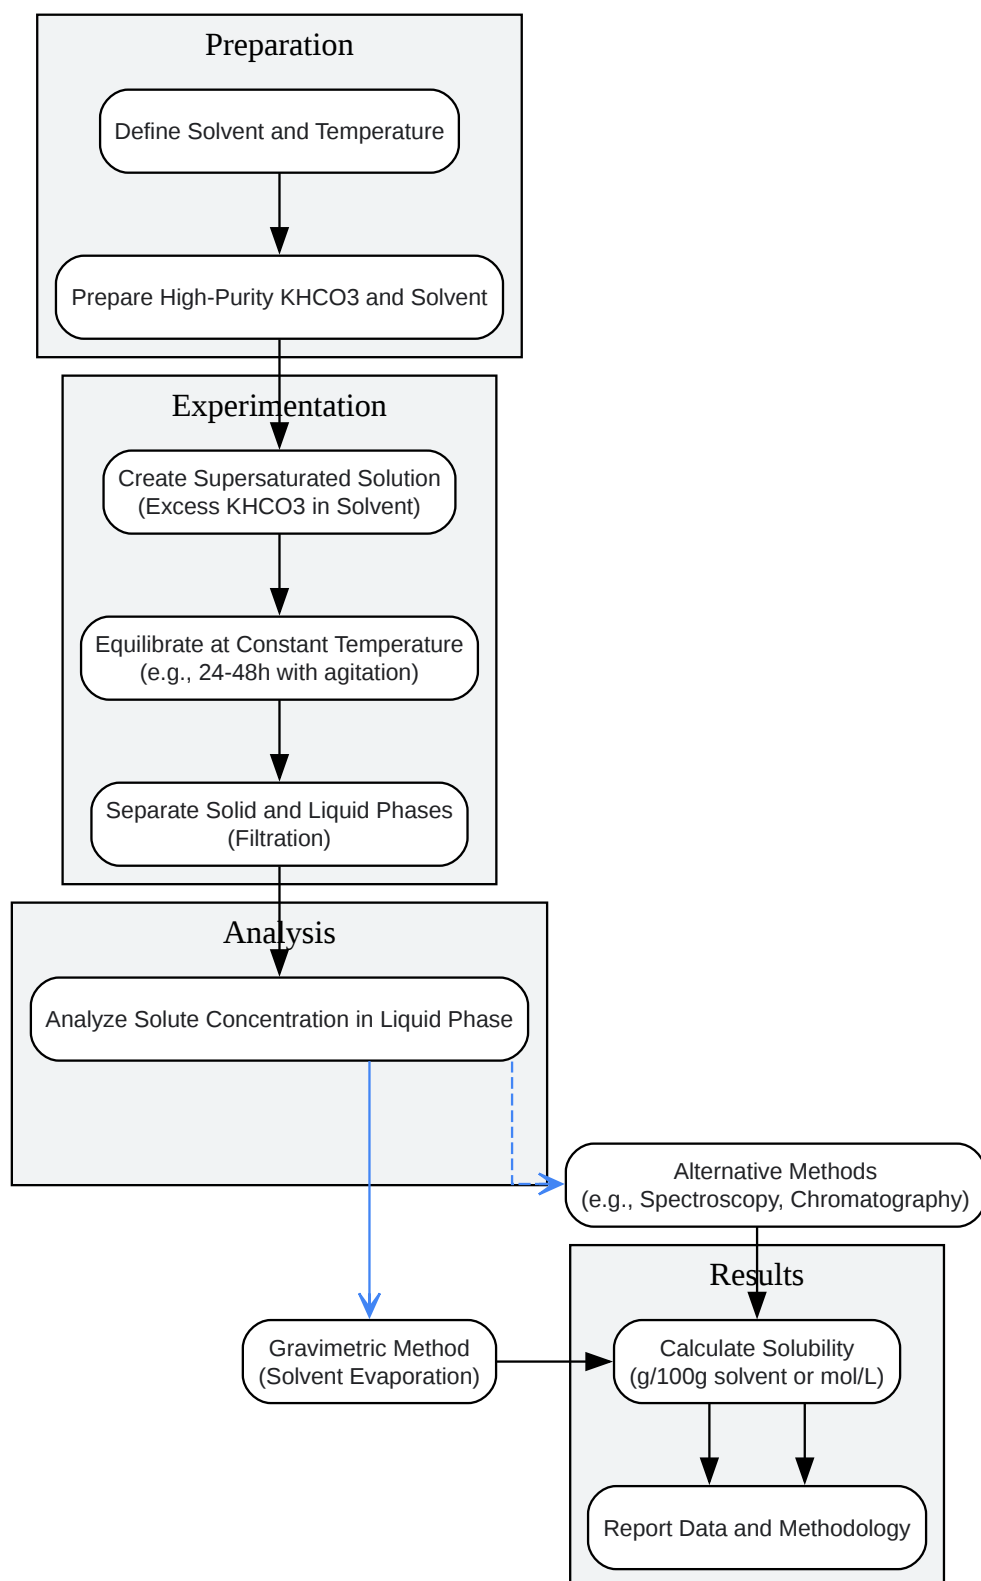 Preparation
Define Solvent and Temperature
Prepare High-Purity KHCO3 and Solvent
Experimentation
Create Supersaturated Solution
(Excess KHCO3 in Solvent)
Equilibrate at Constant Temperature
(e.g., 24-48h with agitation)
Separate Solid and Liquid Phases
(Filtration)
Analysis
Analyze Solute Concentration in Liquid Phase
Alternative Methods
(e.g., Spectroscopy, Chromatography)
Results
Gravimetric Method
(Solvent Evaporation)
Calculate Solubility
(g/100g solvent or mol/L)
Report Data and Methodology